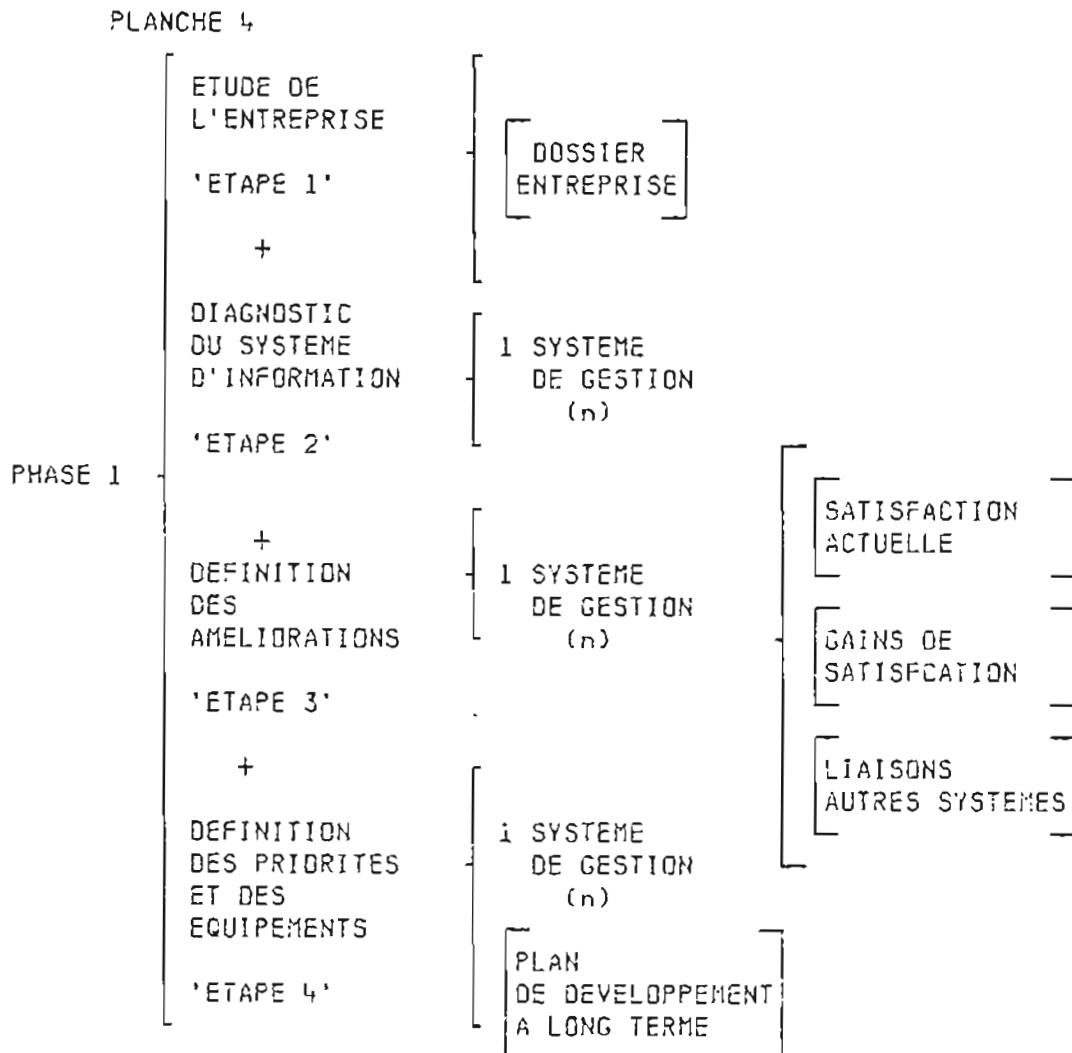 PLANCHE 4
ETUDE DE
L'ENTREPRISE
'ETAPE 1'
+
DIAGNOSTIC
DU SYSTEME
D'INFORMATION
'ETAPE 2'
PHASE 1
+
DEFINITION
DES
AMELIORATIONS
'ETAPE 3'
+
DEFINITION
DES PRIORITES
ET DES
EQUIPEMENTS
'ETAPE 4'
DOSSIER
ENTREPRISE
1 SYSTEME
DE GESTION
(n)
1 SYSTEME
DE GESTION
(n)
i SYSTEME
DE GESTION
(n)
PLAN
DE DEVELOPPEMENT
A LONG TERME
SATISFACTION
ACTUELLE
GAINS DE
SATISFCATION
LIAISONS
AUTRES SYSTEMES